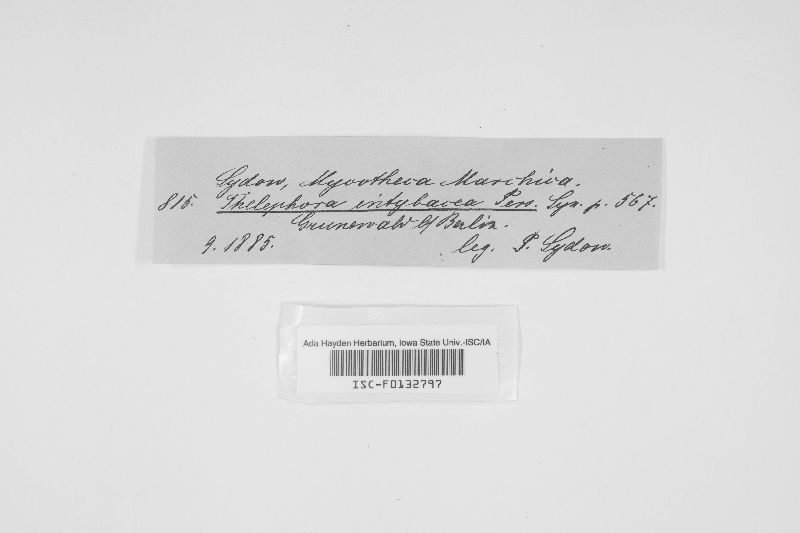 Sydow, Mycotheca Marchica.
815. Thelephora intybacea Pers. Syn. p. 567.
Grunewald b/Berlin.
9. 1885. leg. P. Sydow.
Ada Hayden Herbarium, Iowa State Univ.-ISC/IA
ISC-F0132797